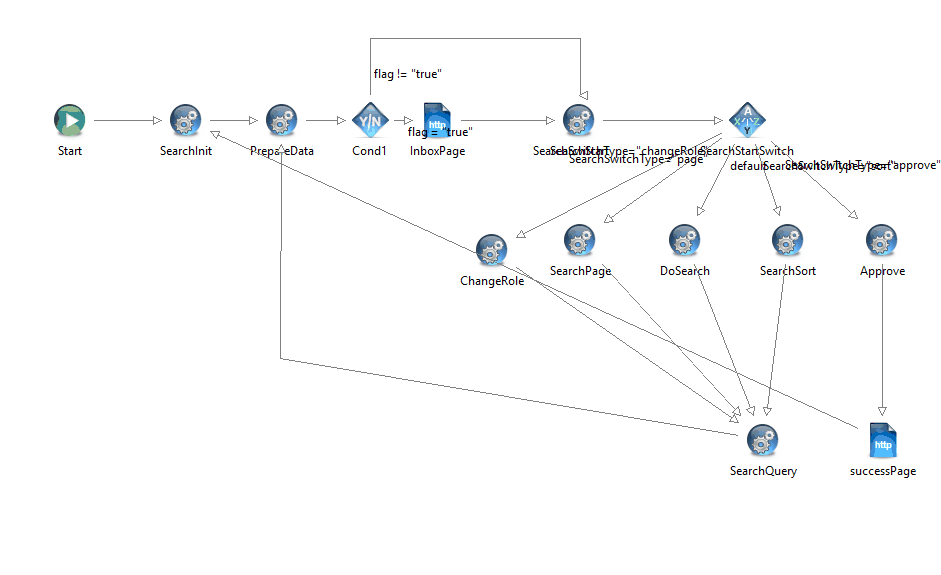 flag != "true"
flag = "true"
Start
SearchInit
PrepareData
Cond1
InboxPage
SearchStart
SearchSwitchType="changeRole"
SearchStartSwitch
SearchSwitchType="page"
default
SearchSwitchType="sort"
SearchSwitchType="approve"
ChangeRole
SearchPage
DoSearch
SearchSort
Approve
SearchQuery
successPage
http
http
Y/N
A
X
Z
Y